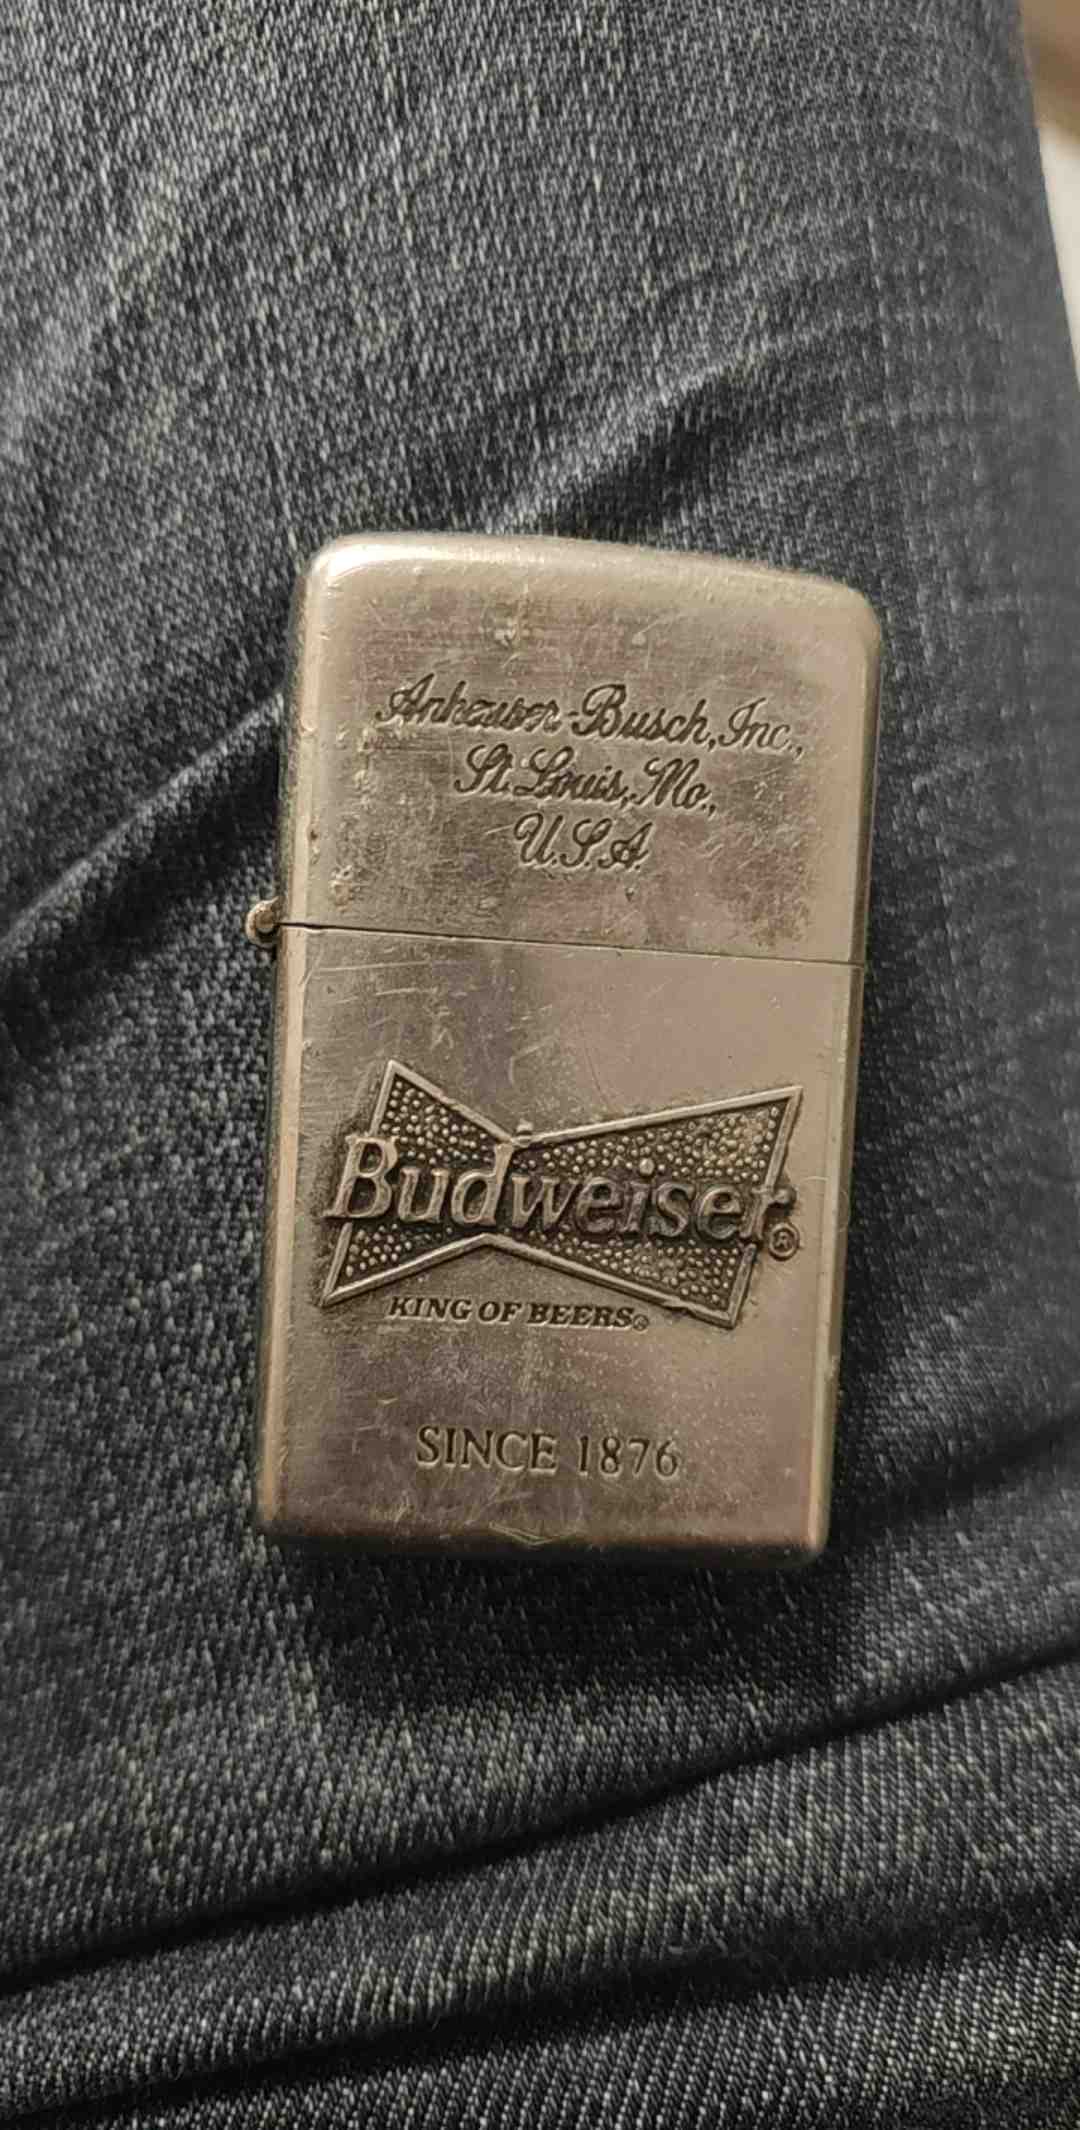 Anheuser-Busch, Inc.,
St. Louis, Mo.,
U.S.A.
Budweiser®
KING OF BEERS®
SINCE 1876